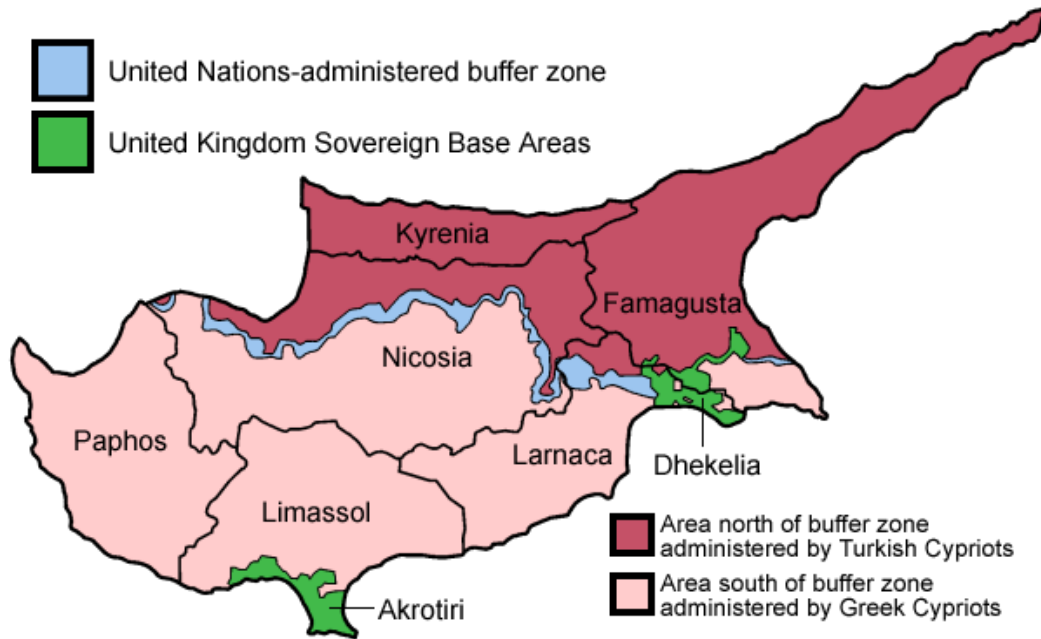 United Nations-administered buffer zone
United Kingdom Sovereign Base Areas
Kyrenia
Famagusta
Nicosia
Paphos
Larnaca
Dhekelia
Limassol
Akrotiri
Area north of buffer zone
administered by Turkish Cypriots
Area south of buffer zone
administered by Greek Cypriots